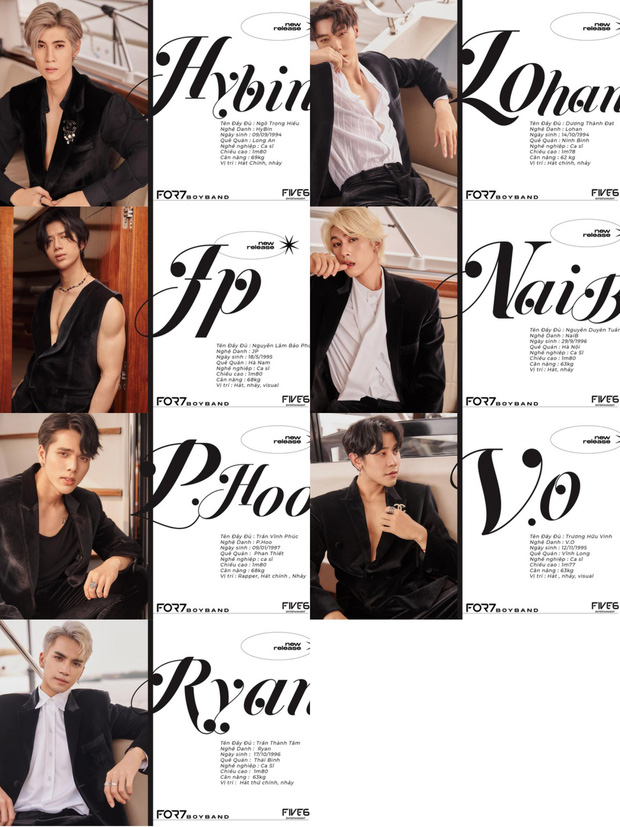 new
release
Hybin
Tên Đầy Đủ : Ngô Trọng Hiếu
Nghệ Danh : HyBin
Ngày sinh : 09/09/1994
Quê Quán : Long An
Nghề nghiệp : Ca sĩ
Chiều cao : 1m80
Cân nặng : 69kg
Vị trí : Hát Chính, nhảy
FOR7 BOYBAND
FIVE6
ENTERTAINMENT
new
release
Lohan
Tên Đầy Đủ : Dương Thành Đạt
Nghệ Danh : Lohan
Ngày sinh : 14/10/1994
Quê Quán : Ninh Bình
Nghề nghiệp : Ca sĩ
Chiều cao : 1m78
Cân nặng : 62 kg
Vị trí : Hát chính, nhảy
FOR7 BOYBAND
FIVE6
ENTERTAINMENT
new
release
Jp
Tên Đầy Đủ : Nguyễn Lâm Bảo Ph
Nghệ Danh : JP
Ngày sinh : 18/5/1995
Quê Quán : Hà Nam
Nghề nghiệp : Ca sĩ
Chiều cao : 1m80
Cân nặng : 68kg
Vị trí : Hát, nhảy, visual
FOR7 BOYBAND
FIVE6
ENTERTAINMENT
new
release
NaiB
Tên Đầy Đủ : Nguyễn Duyên Tuấn
Nghệ Danh : NaiB
Ngày sinh : 29/9/1996
Quê Quán : Hà Nội
Nghề nghiệp : Ca Sĩ
Chiều cao : 1m80
Cân nặng : 63kg
Vị trí : Hát, nhảy
FOR7 BOYBAND
FIVE6
ENTERTAINMENT
new
release
P.Hoo
Tên Đầy Đủ : Trần Vĩnh Phúc
Nghệ Danh : P.Hoo
Ngày sinh : 09/01/1997
Quê Quán : Phan Thiết
Nghề nghiệp : ca sĩ
Chiều cao : 1m80
Cân nặng : 68kg
Vị trí : Rapper, Hát chính , Nhảy
FOR7 BOYBAND
FIVE6
ENTERTAINMENT
new
release
V.O
Tên Đầy Đủ : Trương Hữu Vinh
Nghệ Danh : V.O
Ngày sinh : 12/11/1995
Quê Quán : Vĩnh Long
Nghề nghiệp : Ca sĩ
Chiều cao : 1m77
Cân nặng : 63kg
Vị trí : Hát , nhảy, visual
FOR7 BOYBAND
FIVE6
ENTERTAINMENT
new
release
Ryan
Tên Đầy Đủ : Trần Thành Tâm
Nghệ Danh : Ryan
Ngày sinh : 17/10/1996
Quê Quán : Thái Bình
Nghề nghiệp : Ca Sĩ
Chiều cao : 1m80
Cân nặng : 63kg
Vị trí : Hát thứ chính, nhảy
FOR7 BOYBAND
FIVE6
ENTERTAINMENT